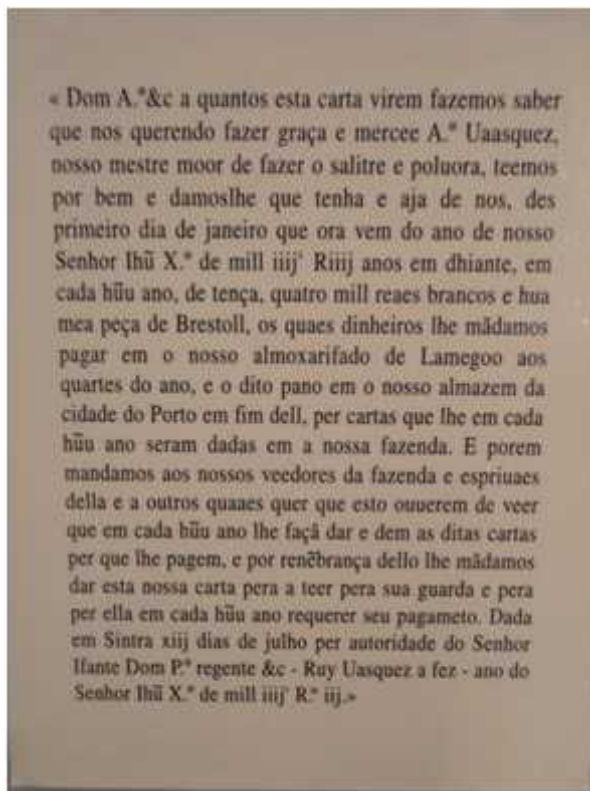 « Dom A.º&c a quantos esta carta virem fazemos saber
que nos querendo fazer graça e mercee A.º Uaasquez,
nosso mestre moor de fazer o salitre e poluora, teemos
por bem e damoslhe que tenha e aja de nos, des
primeiro dia de janeiro que ora vem do ano de nosso
Senhor Ihũ X.º de mill iiij' Riiij anos em dhiante, em
cada hũu ano, de tença, quatro mill reaes brancos e hua
mea peça de Brestoll, os quaes dinheiros lhe mãdamos
pagar em o nosso almoxarifado de Lamegoo aos
quartes do ano, e o dito pano em o nosso almazem da
cidade do Porto em fim dell, per cartas que lhe em cada
hũu ano seram dadas em a nossa fazenda. E porem
mandamos aos nossos veedores da fazenda e espriuaes
della e a outros quaaes quer que esto ouuerem de veer
que em cada hũu ano lhe façã dar e dem as ditas cartas
per que lhe pagem, e por renẽbrança dello lhe mãdamos
dar esta nossa carta pera a teer pera sua guarda e pera
per ella em cada hũu ano requerer seu pagameto. Dada
em Sintra xiij dias de julho per autoridade do Senhor
Ifante Dom P.º regente &c - Ruy Uasquez a fez - ano do
Senhor Ihũ X.º de mill iiij' R.º iij.»